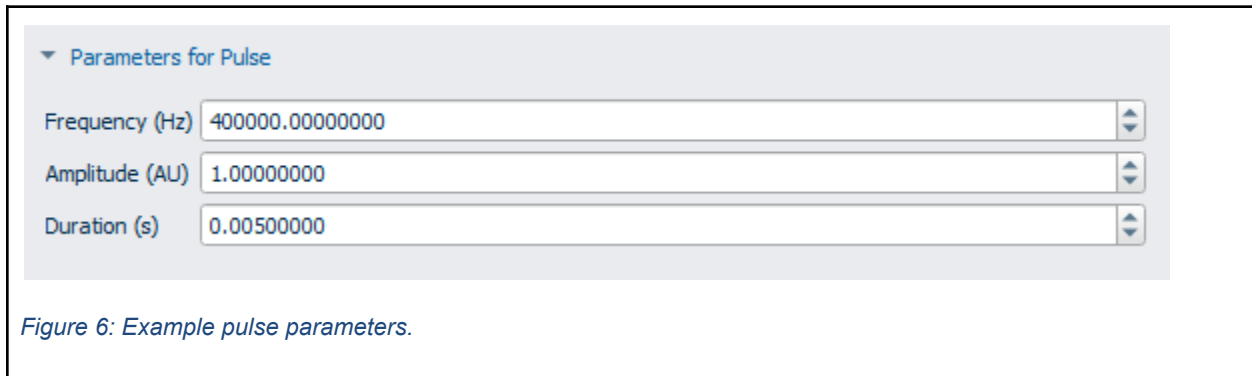 Parameters for Pulse
Frequency (Hz) 400000.00000000
Amplitude (AU) 1.00000000
Duration (s) 0.00500000
Figure 6: Example pulse parameters.